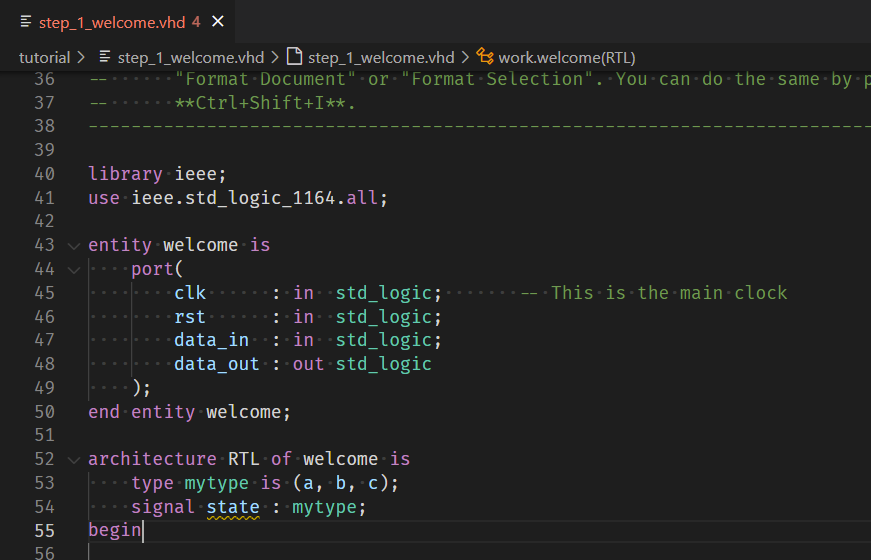 step_1_welcome.vhd 4
tutorial > step_1_welcome.vhd > step_1_welcome.vhd > work.welcome(RTL)
36 -- "Format Document" or "Format Selection". You can do the same by
37 -- **Ctrl+Shift+I**.
38 ------------------------------------------------------------------------
39
40 library ieee;
41 use ieee.std_logic_1164.all;
42
43 entity welcome is
44     port(
45         clk      : in  std_logic;       -- This is the main clock
46         rst      : in  std_logic;
47         data_in  : in  std_logic;
48         data_out : out std_logic
49     );
50 end entity welcome;
51
52 architecture RTL of welcome is
53     type mytype is (a, b, c);
54     signal state : mytype;
55 begin
56